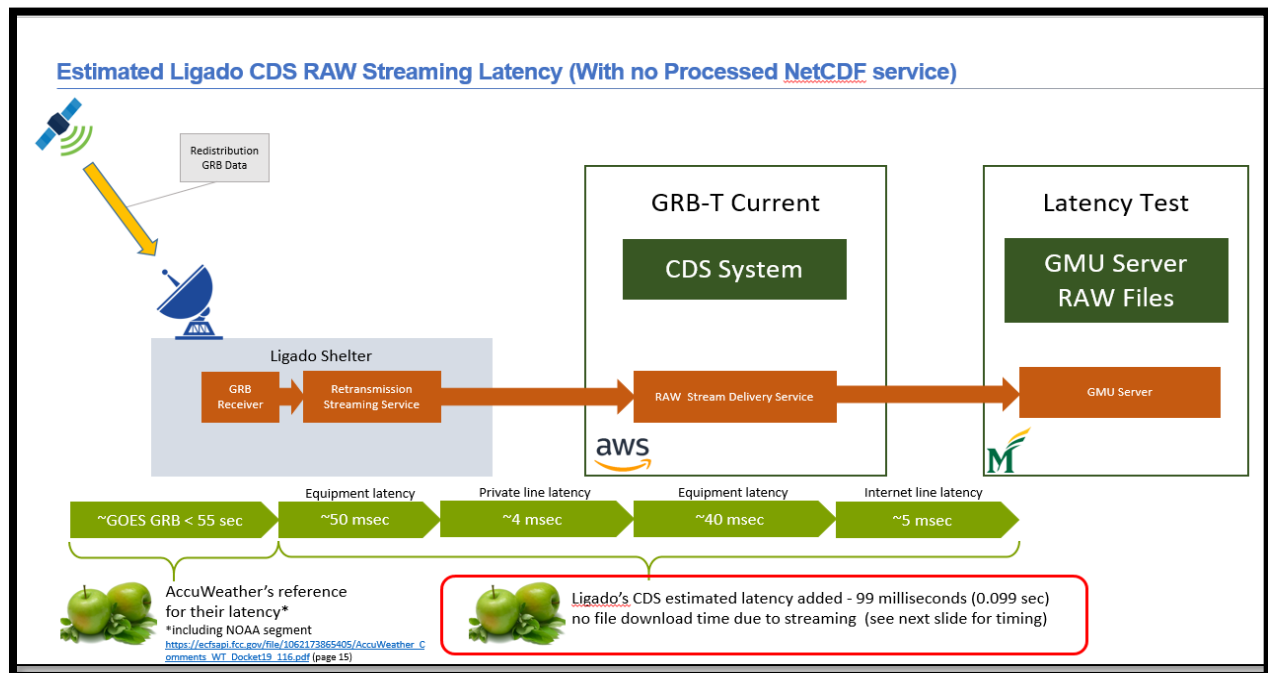 Estimated Ligado CDS RAW Streaming Latency (With no Processed NetCDF service)
Redistribution
GRB Data
GRB-T Current
CDS System
Latency Test
GMU Server
RAW Files
Ligado Shelter
GRB
Receiver
Retransmission
Streaming Service
RAW  Stream Delivery Service
GMU Server
aws
M
Equipment latency
Private line latency
Equipment latency
Internet line latency
~GOES GRB < 55 sec
~50 msec
~4 msec
~40 msec
~5 msec
AccuWeather's reference
for their latency*
*including NOAA segment
https://ecfsapi.fcc.gov/file/1062173865405/AccuWeather_C
omments_WT_Docket19_116.pdf (page 15)
Ligado's CDS estimated latency added - 99 milliseconds (0.099 sec)
no file download time due to streaming  (see next slide for timing)